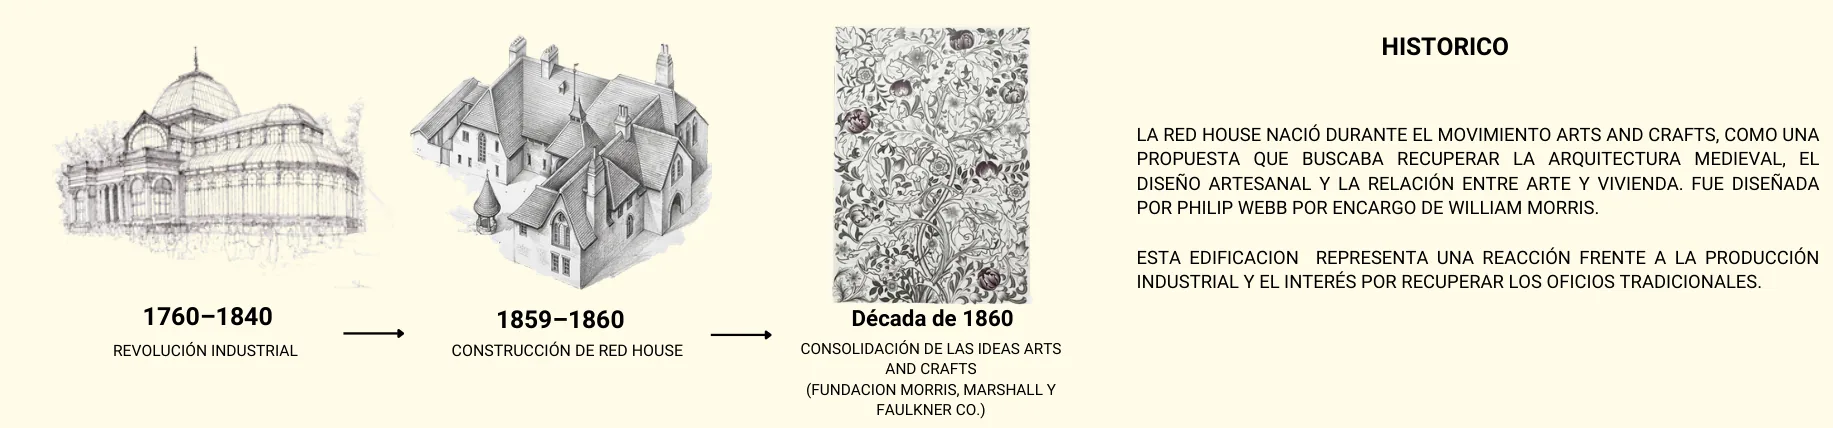 HISTORICO
LA RED HOUSE NACIÓ DURANTE EL MOVIMIENTO ARTS AND CRAFTS, COMO UNA
PROPUESTA QUE BUSCABA RECUPERAR LA ARQUITECTURA MEDIEVAL, EL
DISEÑO ARTESANAL Y LA RELACIÓN ENTRE ARTE Y VIVIENDA. FUE DISEÑADA
POR PHILIP WEBB POR ENCARGO DE WILLIAM MORRIS.
ESTA EDIFICACION REPRESENTA UNA REACCIÓN FRENTE A LA PRODUCCIÓN
INDUSTRIAL Y EL INTERÉS POR RECUPERAR LOS OFICIOS TRADICIONALES.
1760–1840
REVOLUCIÓN INDUSTRIAL
1859–1860
CONSTRUCCIÓN DE RED HOUSE
Década de 1860
CONSOLIDACIÓN DE LAS IDEAS ARTS
AND CRAFTS
(FUNDACION MORRIS, MARSHALL Y
FAULKNER CO.)